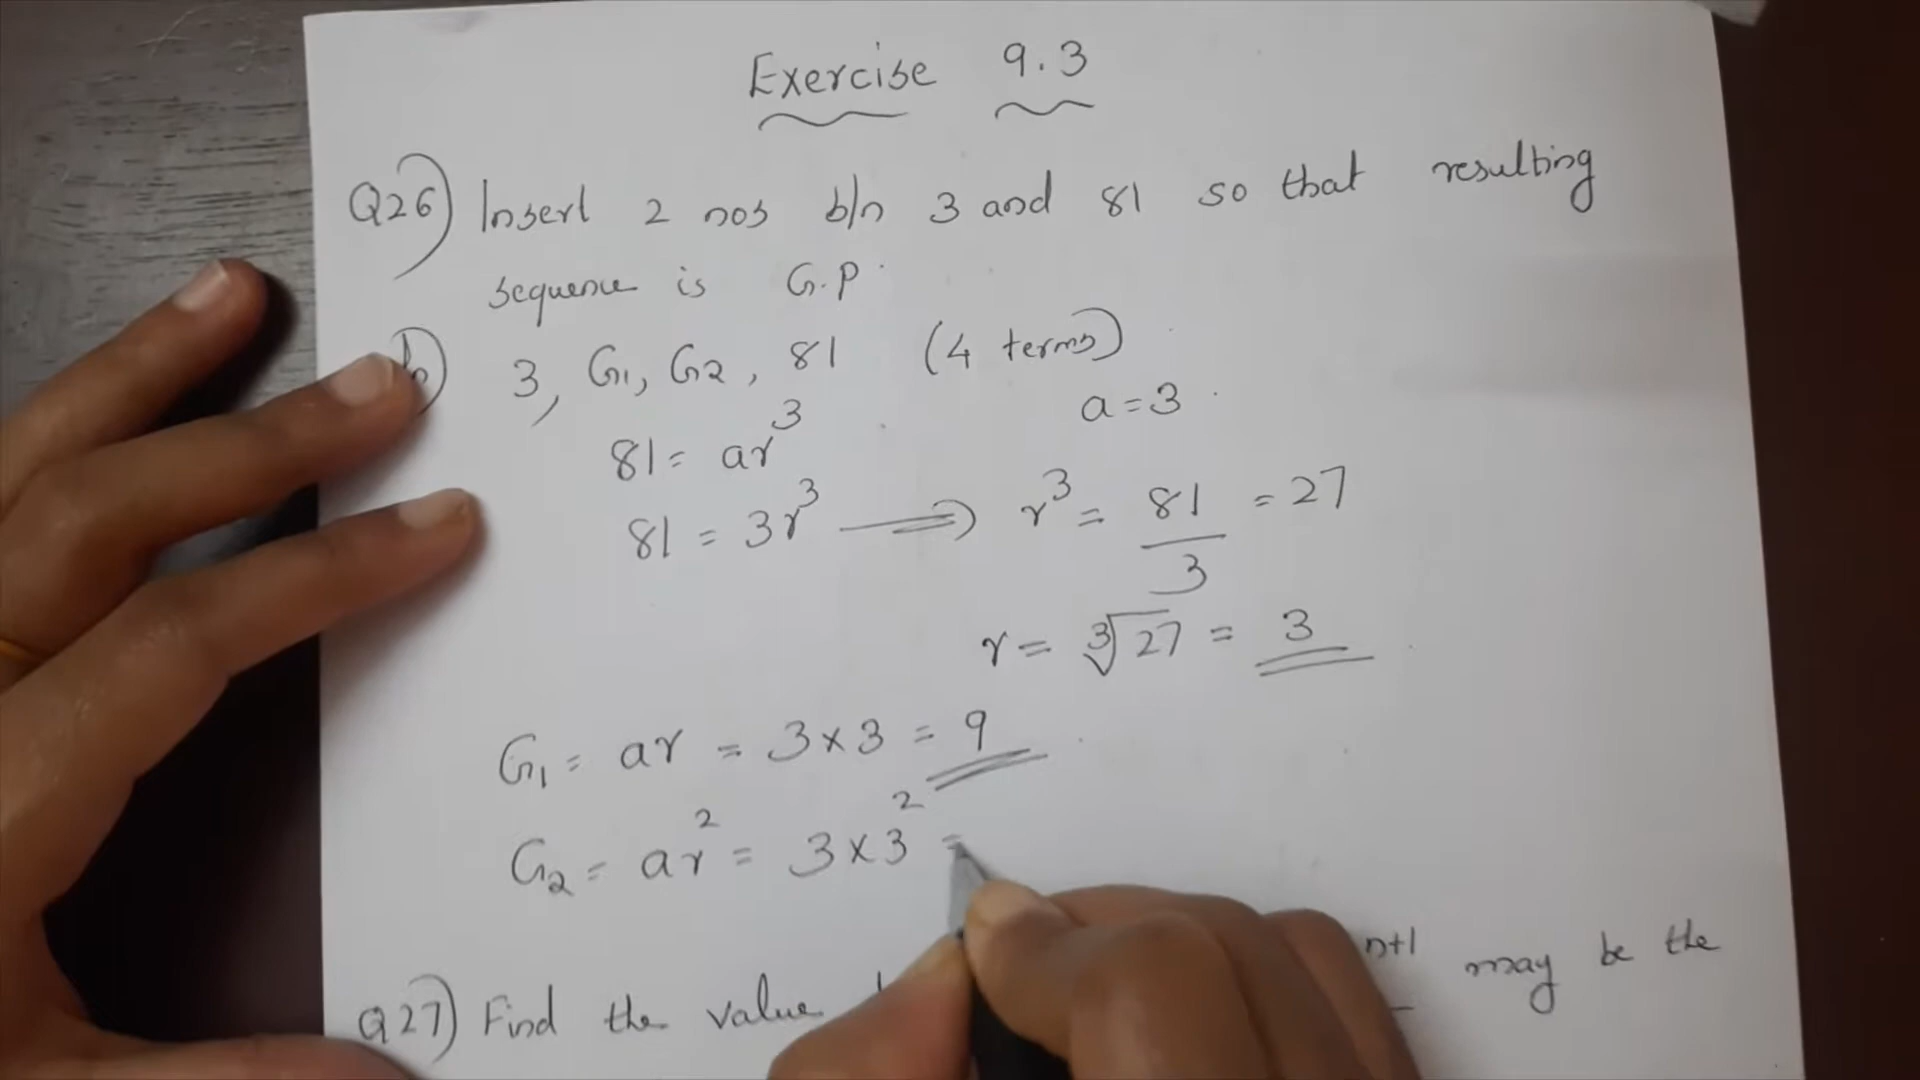 Exercise 9.3
Q26) Insert 2 nos b/n 3 and 81 so that resulting
sequence is G.P.
3, G₁, G₂, 81 (4 terms)
81 = ar³ a = 3
81 = 3r³ ⟹ r³ = 81/3 = 27
r = ∛27 = 3
G₁ = ar = 3×3 = 9
G₂ = ar² = 3×3² =
Q27) Find the value n+1 may be the